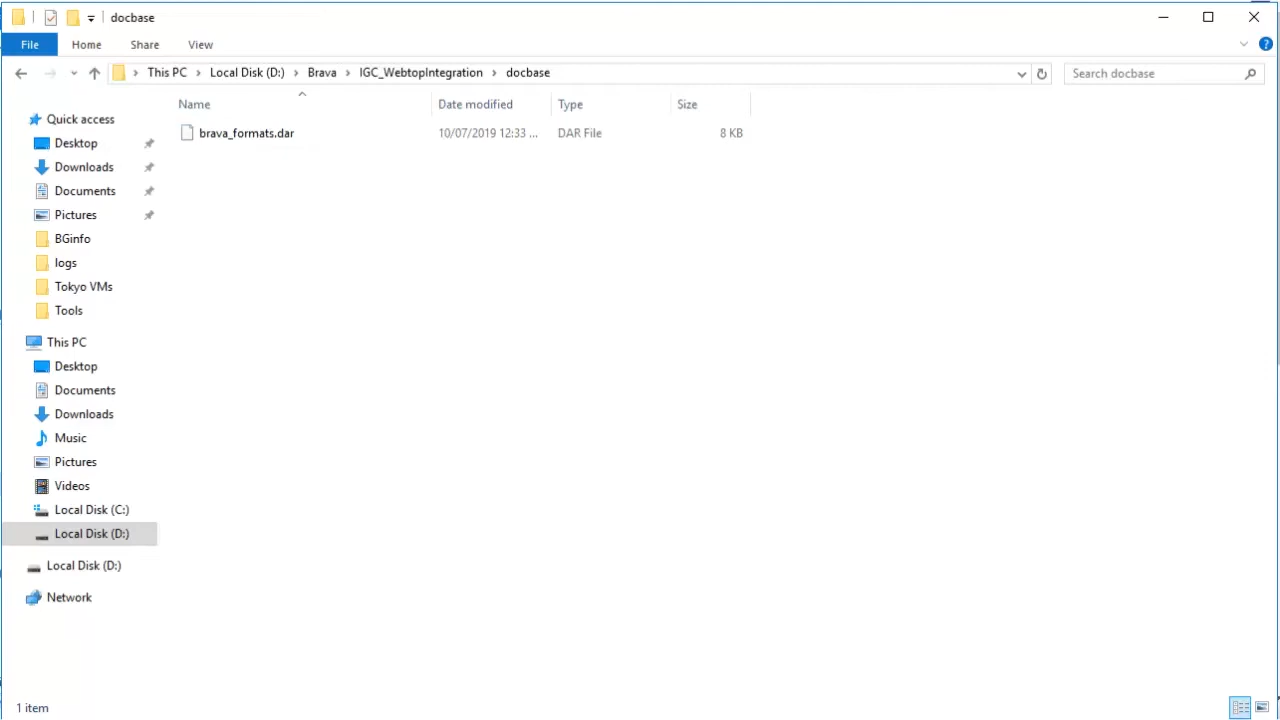 docbase
File Home Share View
This PC Local Disk (D:) Brava IGC_WebtopIntegration docbase Search docbase
Name Date modified Type Size
brava_formats.dar 10/07/2019 12:33 ... DAR File 8 KB
Quick access
Desktop
Downloads
Documents
Pictures
BGinfo
logs
Tokyo VMs
Tools
This PC
Desktop
Documents
Downloads
Music
Pictures
Videos
Local Disk (C:)
Local Disk (D:)
Local Disk (D:)
Network
1 item